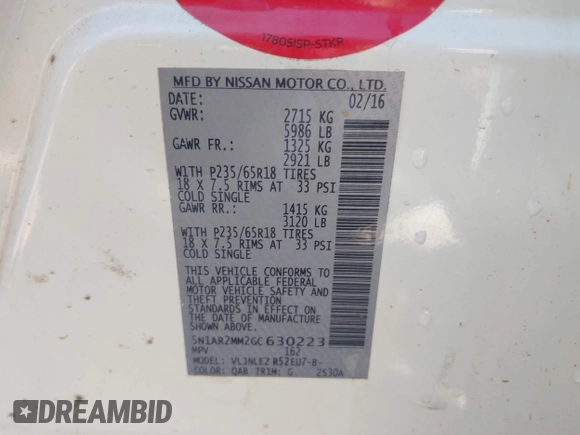 17805ISP-STKR
MFD BY NISSAN MOTOR CO., LTD.
DATE: 02/16
GVWR: 2715 KG
5986 LB
GAWR FR.: 1325 KG
2921 LB
WITH P235/65R18 TIRES
18 X 7.5 RIMS AT 33 PSI
COLD SINGLE
GAWR RR.: 1415 KG
3120 LB
WITH P235/65R18 TIRES
18 X 7.5 RIMS AT 33 PSI
COLD SINGLE
THIS VEHICLE CONFORMS TO
ALL APPLICABLE FEDERAL
MOTOR VEHICLE SAFETY AND
THEFT PREVENTION
STANDARDS IN EFFECT ON
THE DATE OF MANUFACTURE
SHOWN ABOVE.
5N1AR2MM2GC630223
MPV 162
MODEL: VL3NLEZ R52EU7-B-
COLOR: QAB TRIM: G 2530A
DREAMBID